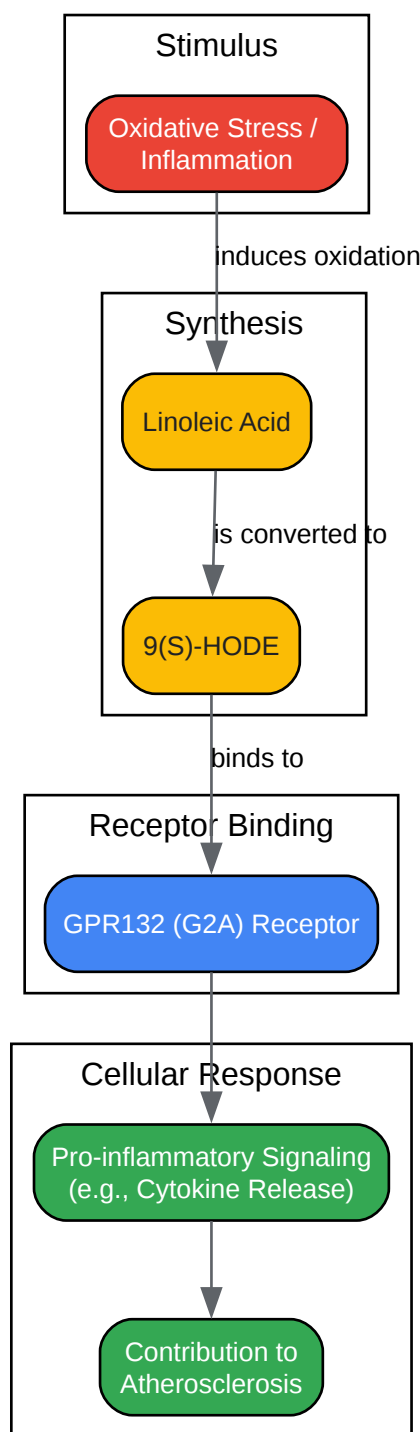 Stimulus
Oxidative Stress /
Inflammation
induces oxidation
Synthesis
Linoleic Acid
is converted to
9(S)-HODE
binds to
Receptor Binding
GPR132 (G2A) Receptor
Cellular Response
Pro-inflammatory Signaling
(e.g., Cytokine Release)
Contribution to
Atherosclerosis